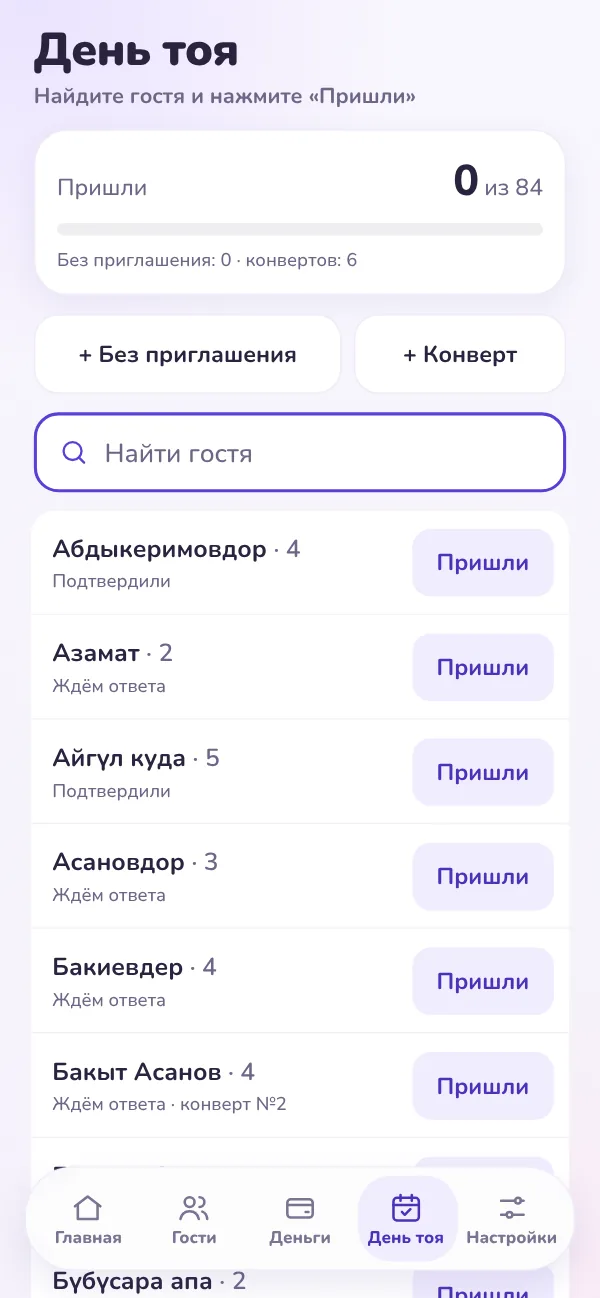 День тоя
Найдите гостя и нажмите «Пришли»
Пришли
0 из 84
Без приглашения: 0 · конвертов: 6
+ Без приглашения
+ Конверт
Найти гостя
Абдыкеримовдор · 4
Подтвердили
Пришли
Азамат · 2
Ждём ответа
Пришли
Айгүл куда · 5
Подтвердили
Пришли
Асановдор · 3
Ждём ответа
Пришли
Бакиевдер · 4
Ждём ответа
Пришли
Бакыт Асанов · 4
Ждём ответа · конверт №2
Пришли
Главная
Гости
Деньги
День тоя
Настройки
Бүбүсара апа · 2
Пришли